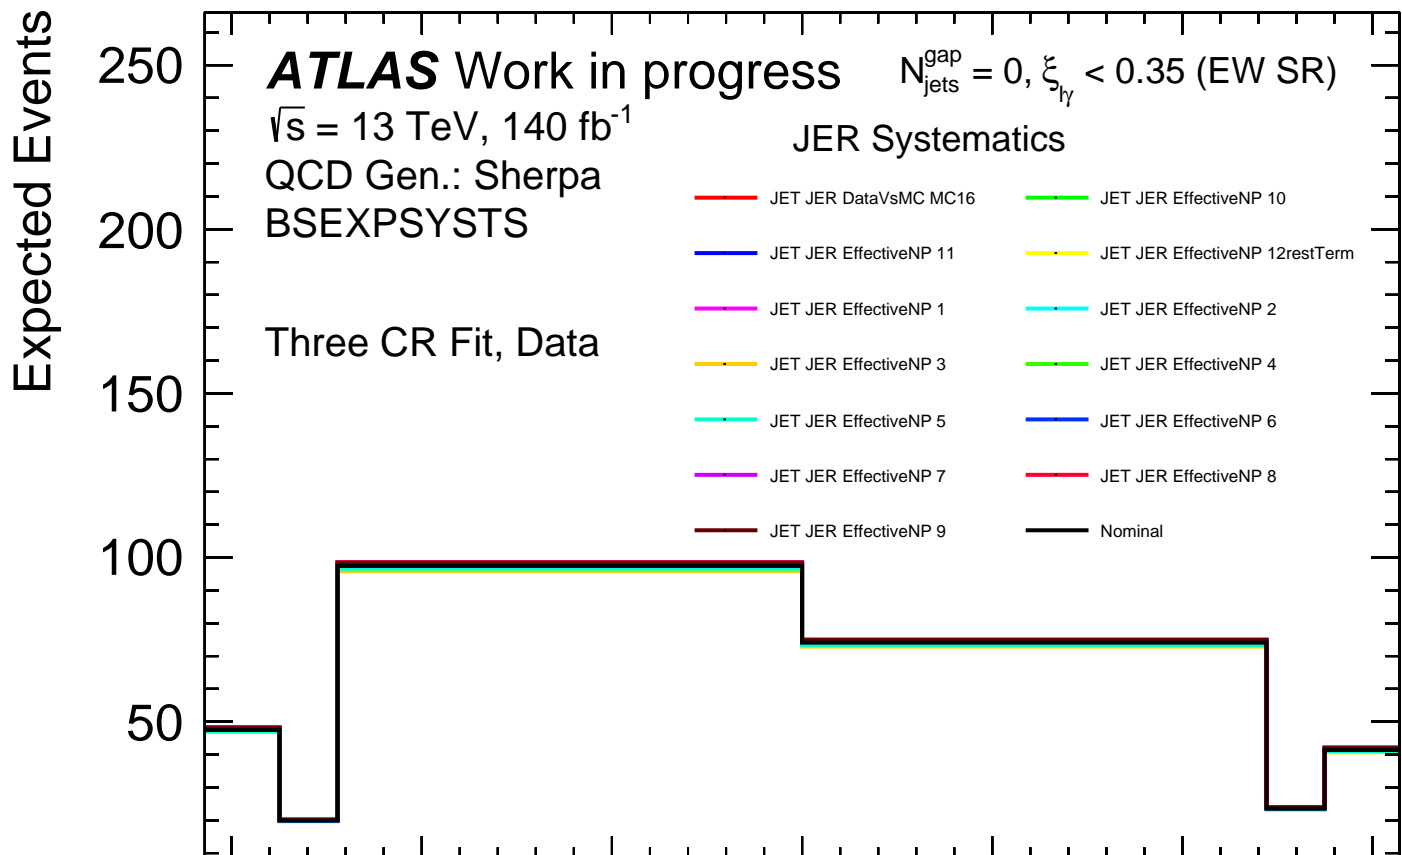 Expected Events
250
200
150
100
50
ATLAS Work in progress
√s = 13 TeV, 140 fb⁻¹
QCD Gen.: Sherpa
BSEXPSYSTS
Three CR Fit, Data
N^gap_jets = 0, ξ_lγ < 0.35 (EW SR)
JER Systematics
JET JER DataVsMC MC16
JET JER EffectiveNP 10
JET JER EffectiveNP 11
JET JER EffectiveNP 12restTerm
JET JER EffectiveNP 1
JET JER EffectiveNP 2
JET JER EffectiveNP 3
JET JER EffectiveNP 4
JET JER EffectiveNP 5
JET JER EffectiveNP 6
JET JER EffectiveNP 7
JET JER EffectiveNP 8
JET JER EffectiveNP 9
Nominal